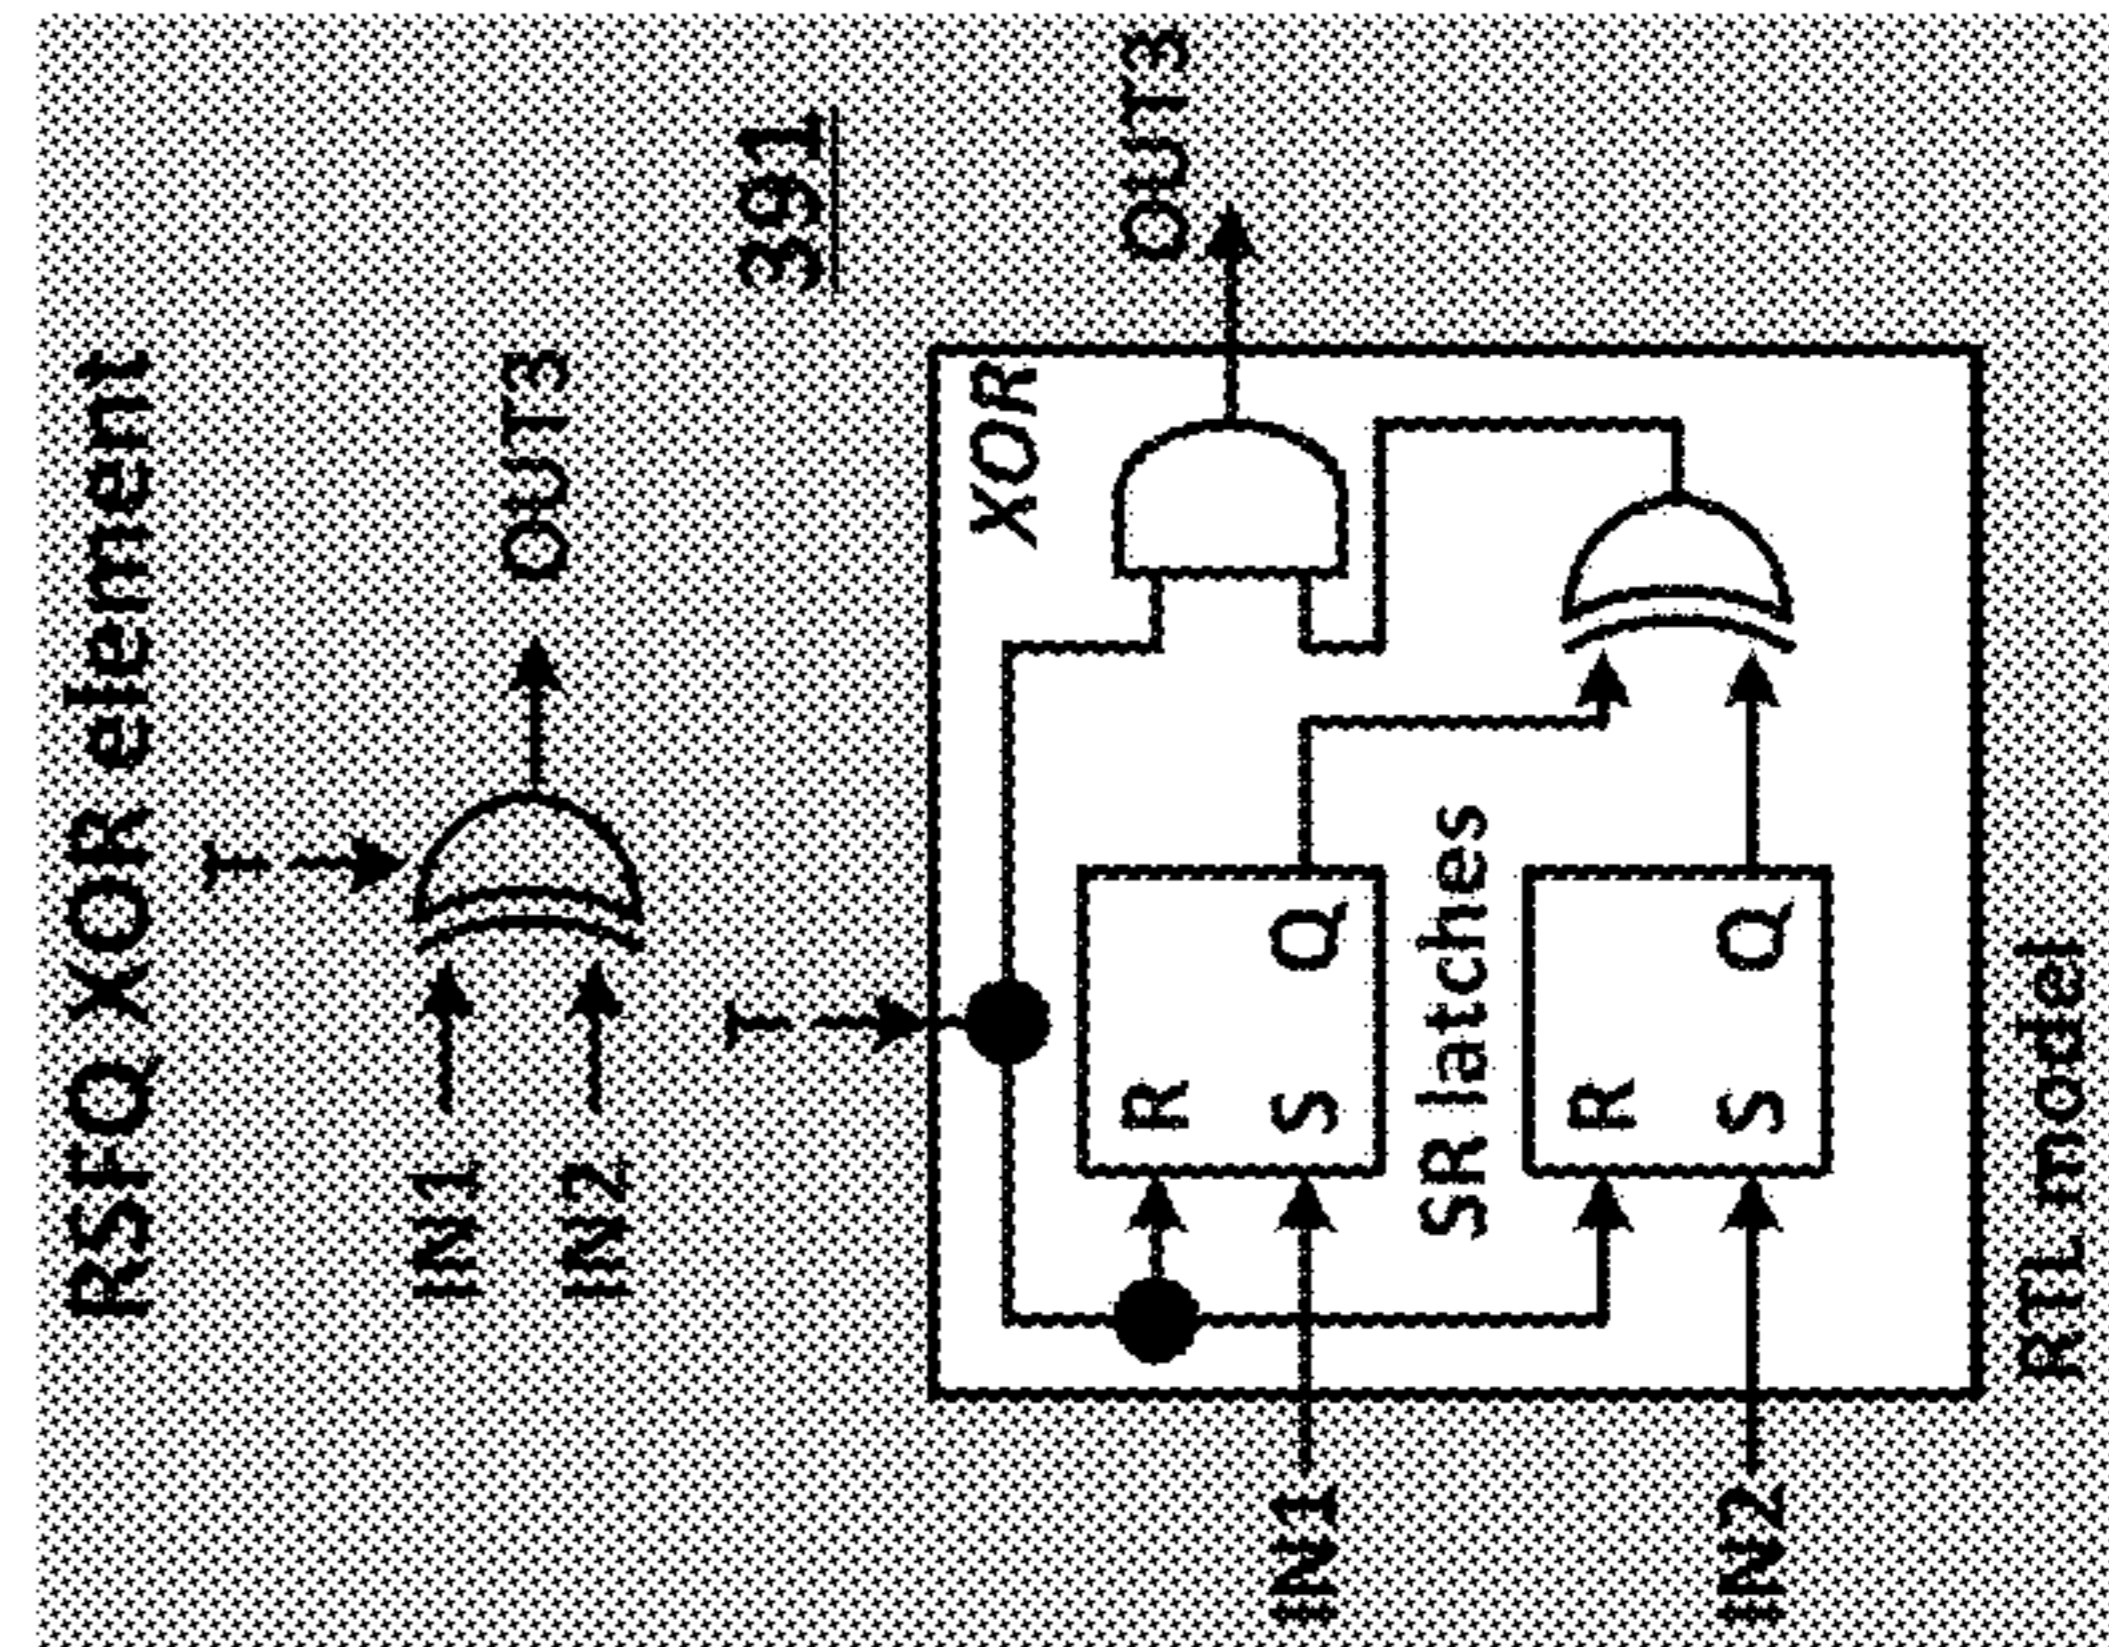 RSFQ XOR element
T
IN1
IN2
OUT3
391
T
XOR
OUT3
R
S
Q
IN1
SR latches
R
S
Q
IN2
RTL model